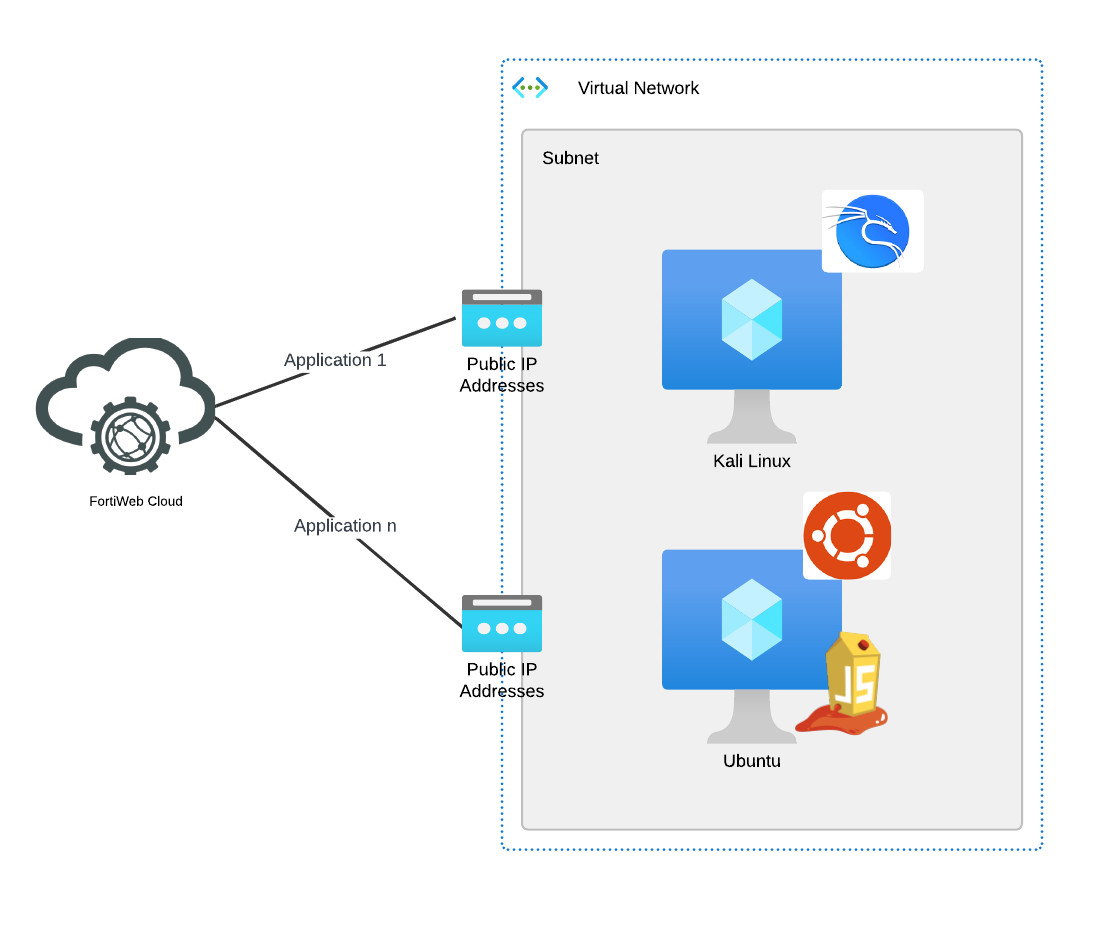 Virtual Network
Subnet
Application 1
Public IP
Addresses
Kali Linux
FortiWeb Cloud
Application n
Public IP
Addresses
JS
Ubuntu